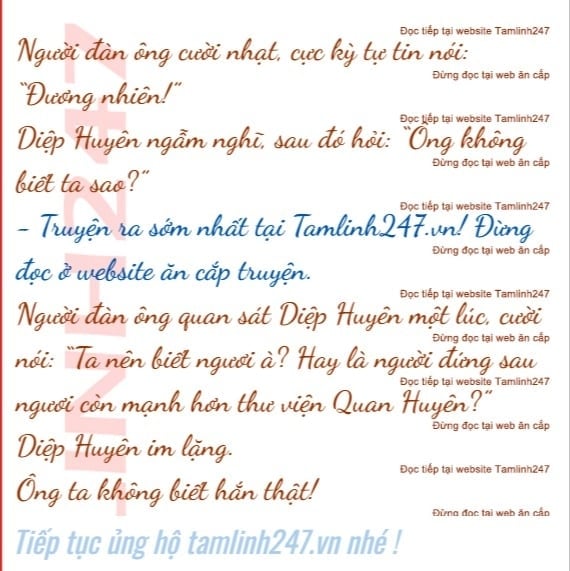 Đọc tiếp tại website Tamlinh247
Người đàn ông cười nhạt, cực kỳ tự tin nói:
Đừng đọc tại web ăn cắp
"Đương nhiên!"
Đọc tiếp tại website Tamlinh247
Diệp Huyên ngẫm nghĩ, sau đó hỏi: "Ông không
Đừng đọc tại web ăn cắp
biết ta sao?"
Đọc tiếp tại website Tamlinh247
- Truyện ra sớm nhất tại Tamlinh247.vn! Đừng
Đừng đọc tại web ăn cắp
đọc ở website ăn cắp truyện.
Đọc tiếp tại website Tamlinh247
Người đàn ông quan sát Diệp Huyên một lúc, cười
Đừng đọc tại web ăn cắp
nói: "Ta nên biết ngươi à? Hay là người đứng sau
Đọc tiếp tại website Tamlinh247
ngươi còn mạnh hơn thư viện Quan Huyên?"
Đừng đọc tại web ăn cắp
Diệp Huyên im lặng.
Đọc tiếp tại website Tamlinh247
Ông ta không biết hắn thật!
Đừng đọc tại web ăn cắp
Tiếp tục ủng hộ tamlinh247.vn nhé !
INH247